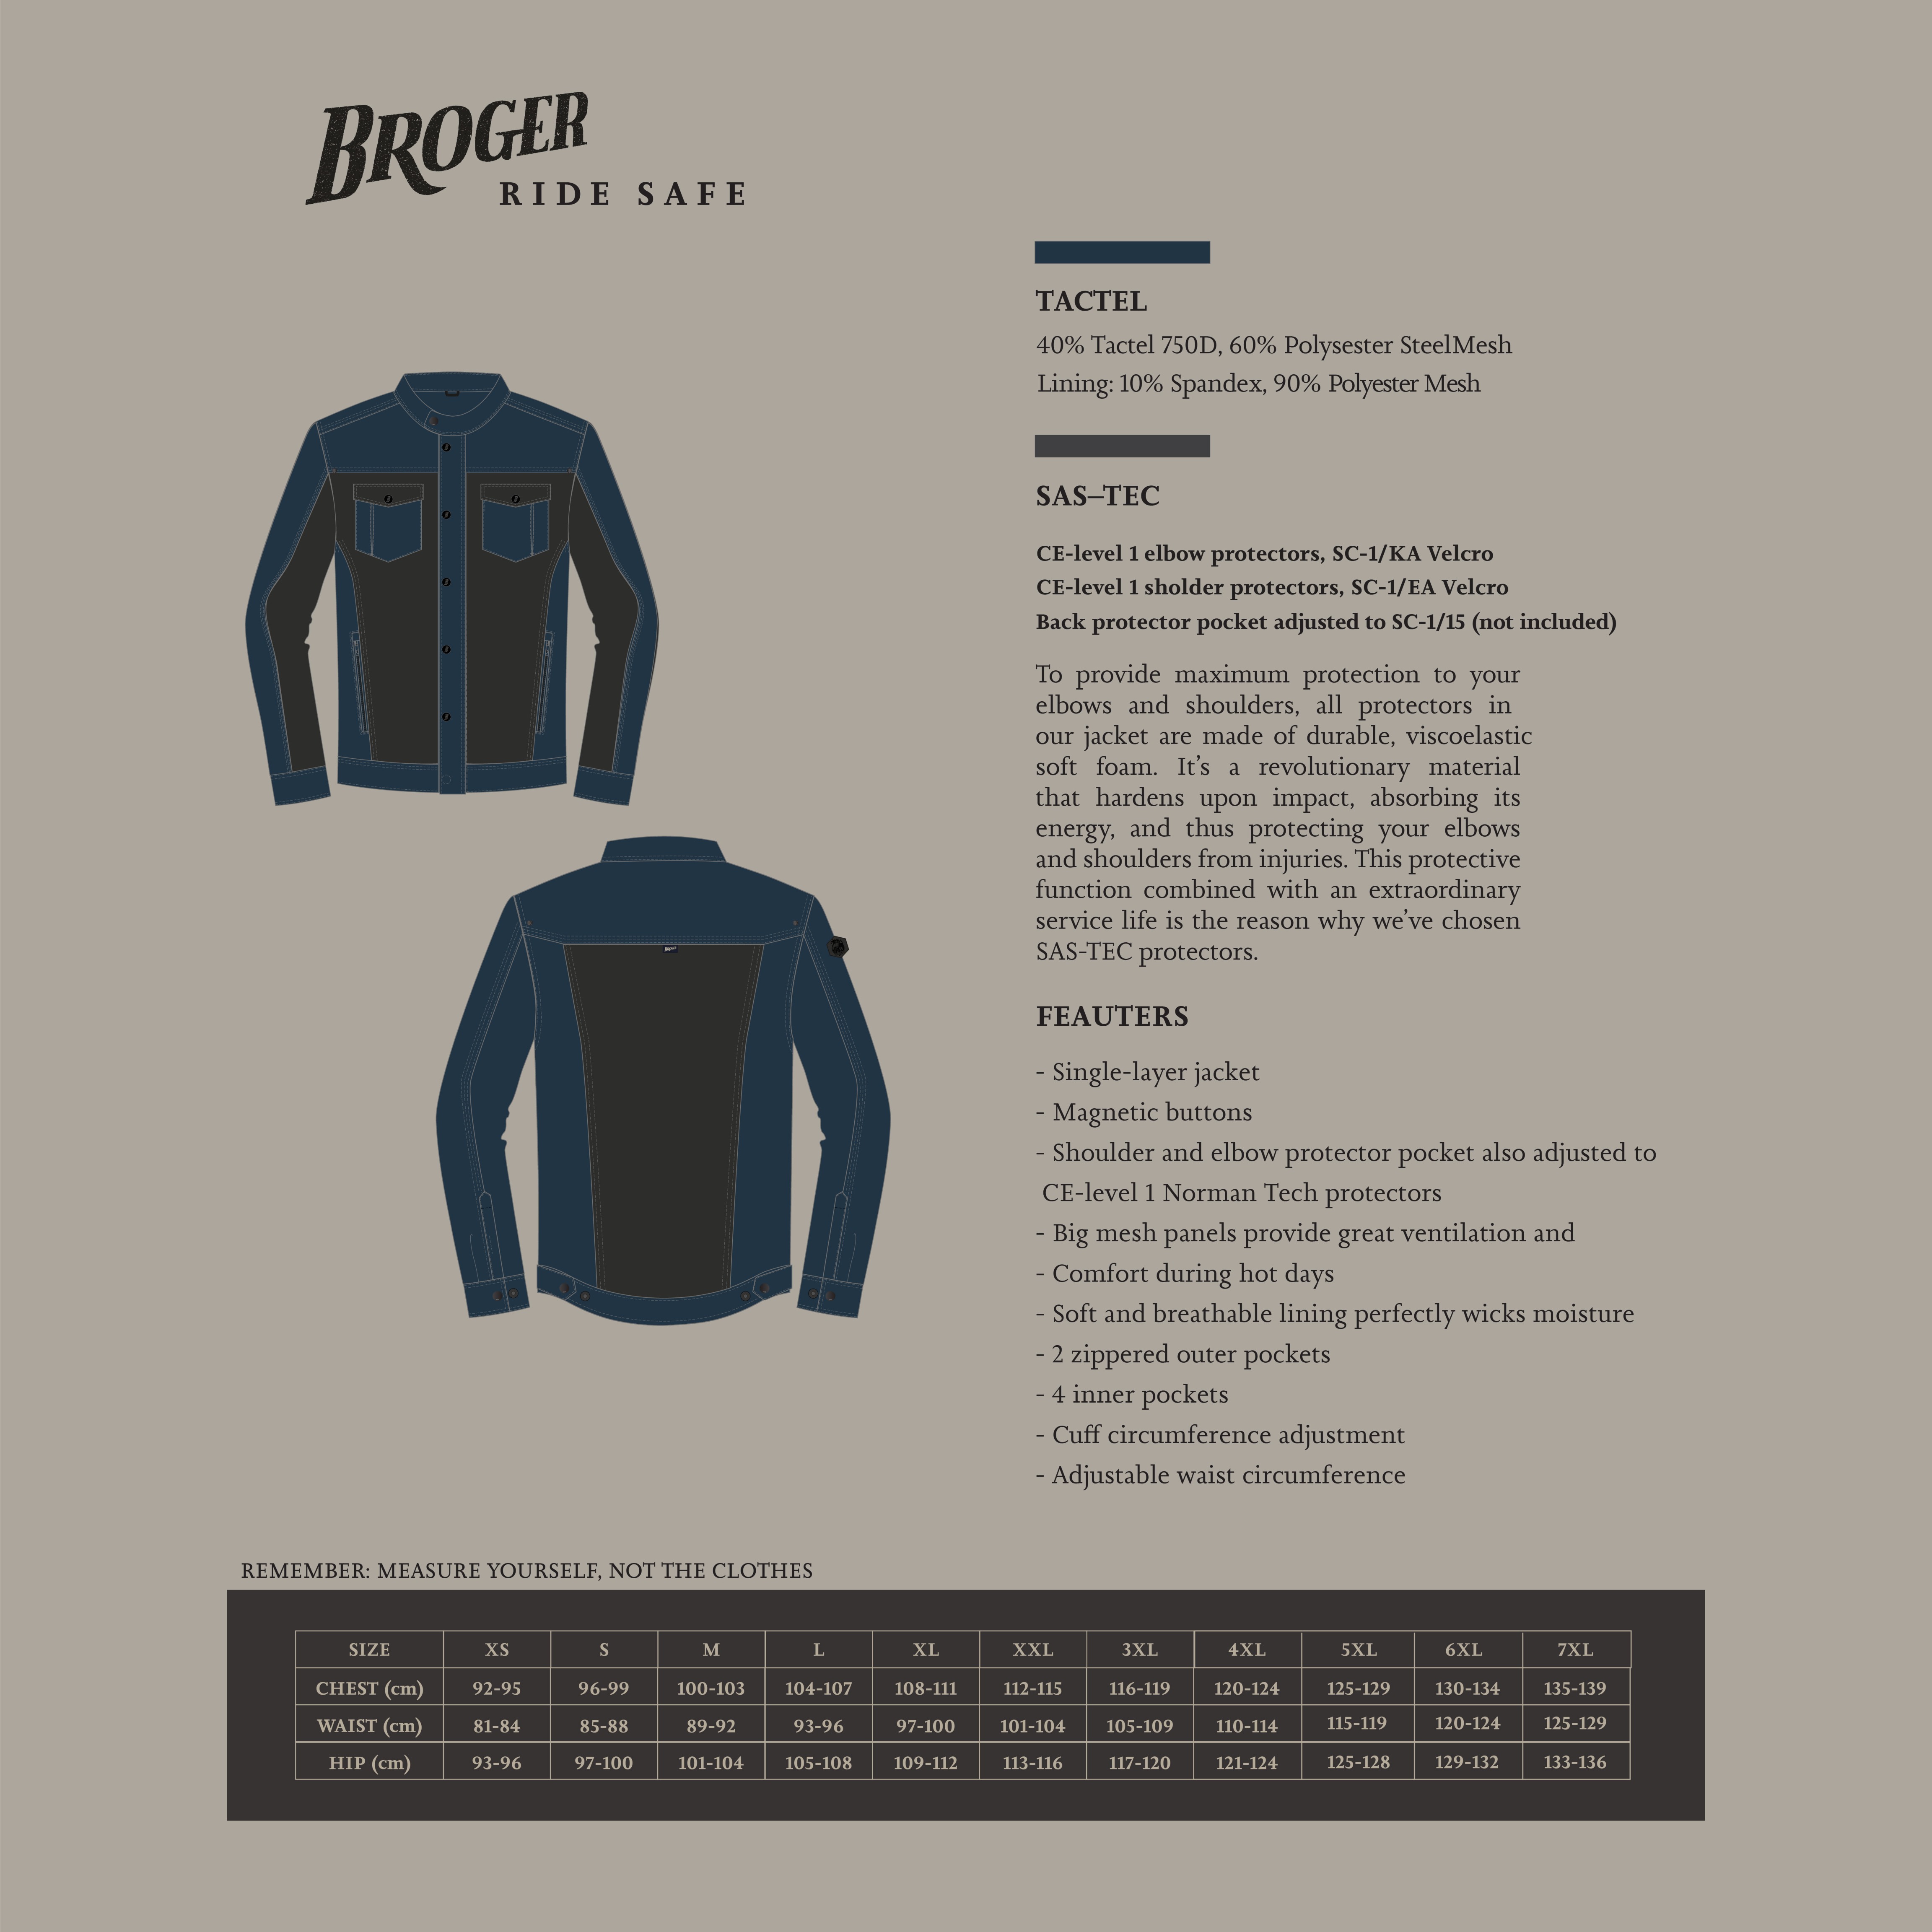 BROGER
RIDE SAFE
TACTEL
40% Tactel 750D, 60% Polysester SteelMesh
Lining: 10% Spandex, 90% Polyester Mesh
SAS–TEC
CE-level 1 elbow protectors, SC-1/KA Velcro
CE-level 1 sholder protectors, SC-1/EA Velcro
Back protector pocket adjusted to SC-1/15 (not included)
To provide maximum protection to your
elbows and shoulders, all protectors in
our jacket are made of durable, viscoelastic
soft foam. It’s a revolutionary material
that hardens upon impact, absorbing its
energy, and thus protecting your elbows
and shoulders from injuries. This protective
function combined with an extraordinary
service life is the reason why we’ve chosen
SAS-TEC protectors.
FEAUTERS
- Single-layer jacket
- Magnetic buttons
- Shoulder and elbow protector pocket also adjusted to
CE-level 1 Norman Tech protectors
- Big mesh panels provide great ventilation and
- Comfort during hot days
- Soft and breathable lining perfectly wicks moisture
- 2 zippered outer pockets
- 4 inner pockets
- Cuff circumference adjustment
- Adjustable waist circumference
REMEMBER: MEASURE YOURSELF, NOT THE CLOTHES
SIZE XS S M L XL XXL 3XL 4XL 5XL 6XL 7XL
CHEST (cm) 92-95 96-99 100-103 104-107 108-111 112-115 116-119 120-124 125-129 130-134 135-139
WAIST (cm) 81-84 85-88 89-92 93-96 97-100 101-104 105-109 110-114 115-119 120-124 125-129
HIP (cm) 93-96 97-100 101-104 105-108 109-112 113-116 117-120 121-124 125-128 129-132 133-136